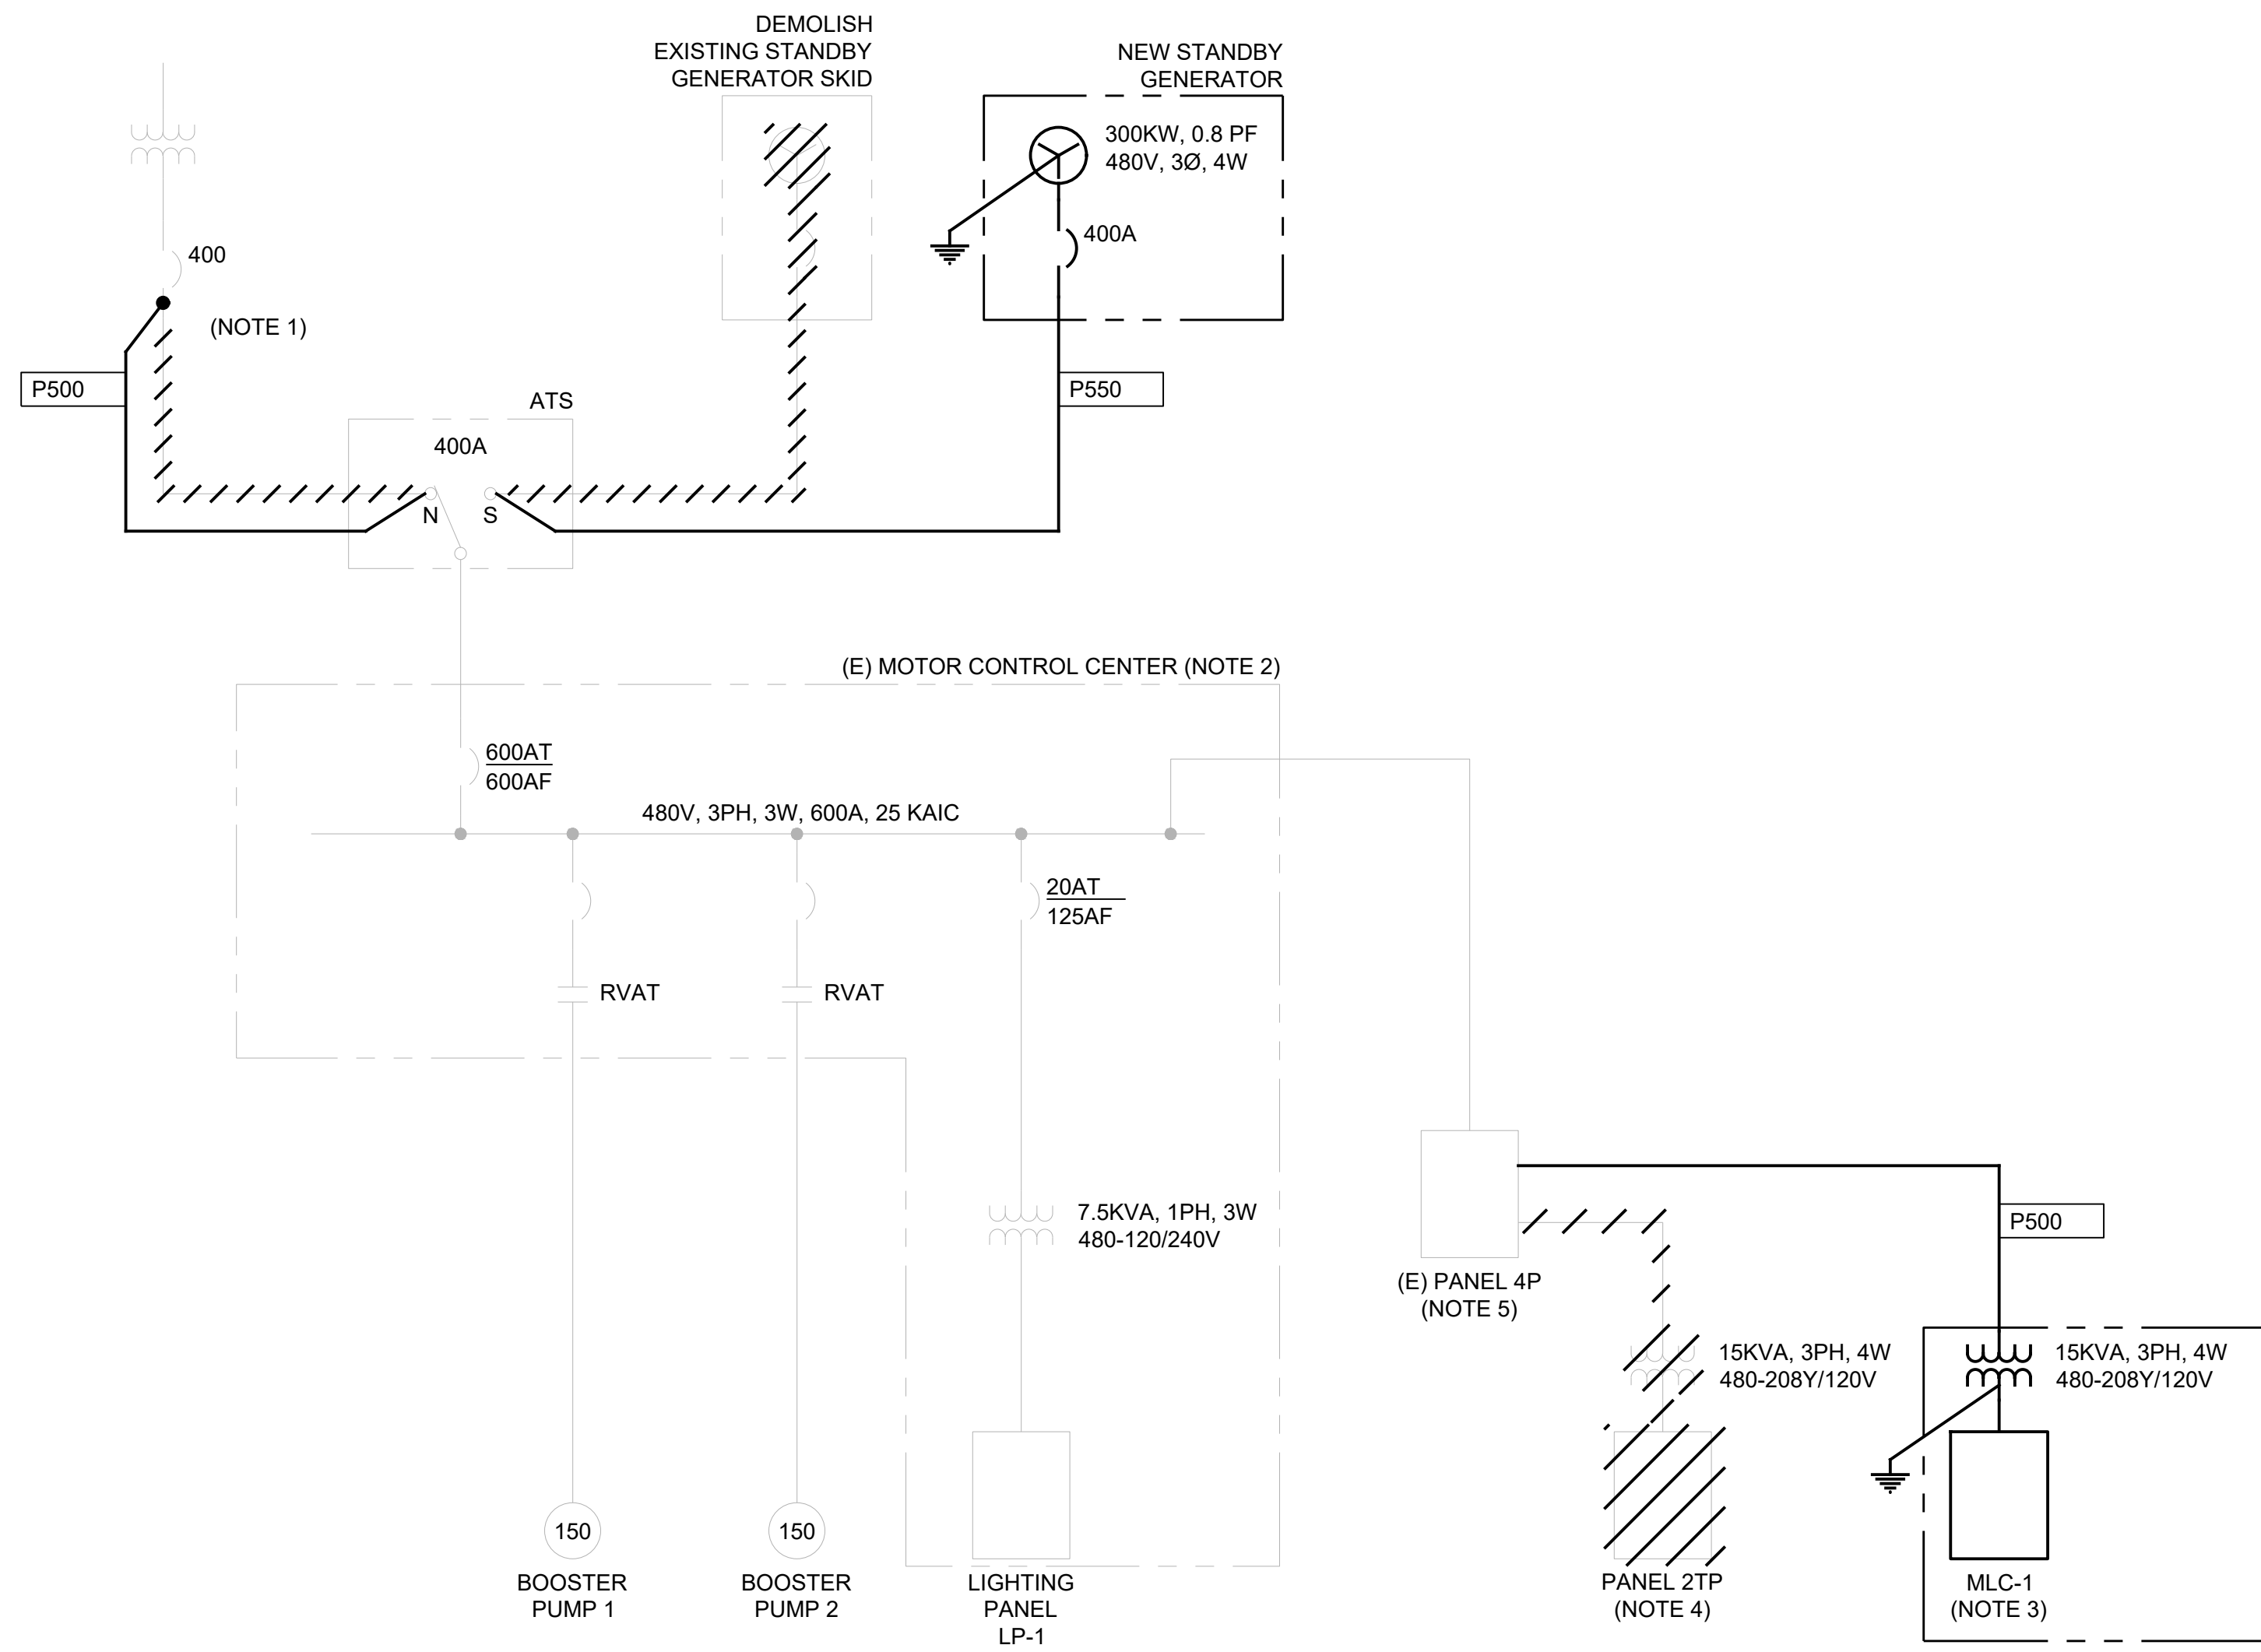 DEMOLISH
EXISTING STANDBY
GENERATOR SKID
NEW STANDBY
GENERATOR
300KW, 0.8 PF
480V, 3Ø, 4W
400A
400
(NOTE 1)
P500
P550
ATS
400A
N
S
(E) MOTOR CONTROL CENTER (NOTE 2)
600AT
600AF
480V, 3PH, 3W, 600A, 25 KAIC
20AT
125AF
RVAT
RVAT
7.5KVA, 1PH, 3W
480-120/240V
P500
(E) PANEL 4P
(NOTE 5)
15KVA, 3PH, 4W
480-208Y/120V
15KVA, 3PH, 4W
480-208Y/120V
150
BOOSTER
PUMP 1
150
BOOSTER
PUMP 2
LIGHTING
PANEL
LP-1
PANEL 2TP
(NOTE 4)
MLC-1
(NOTE 3)